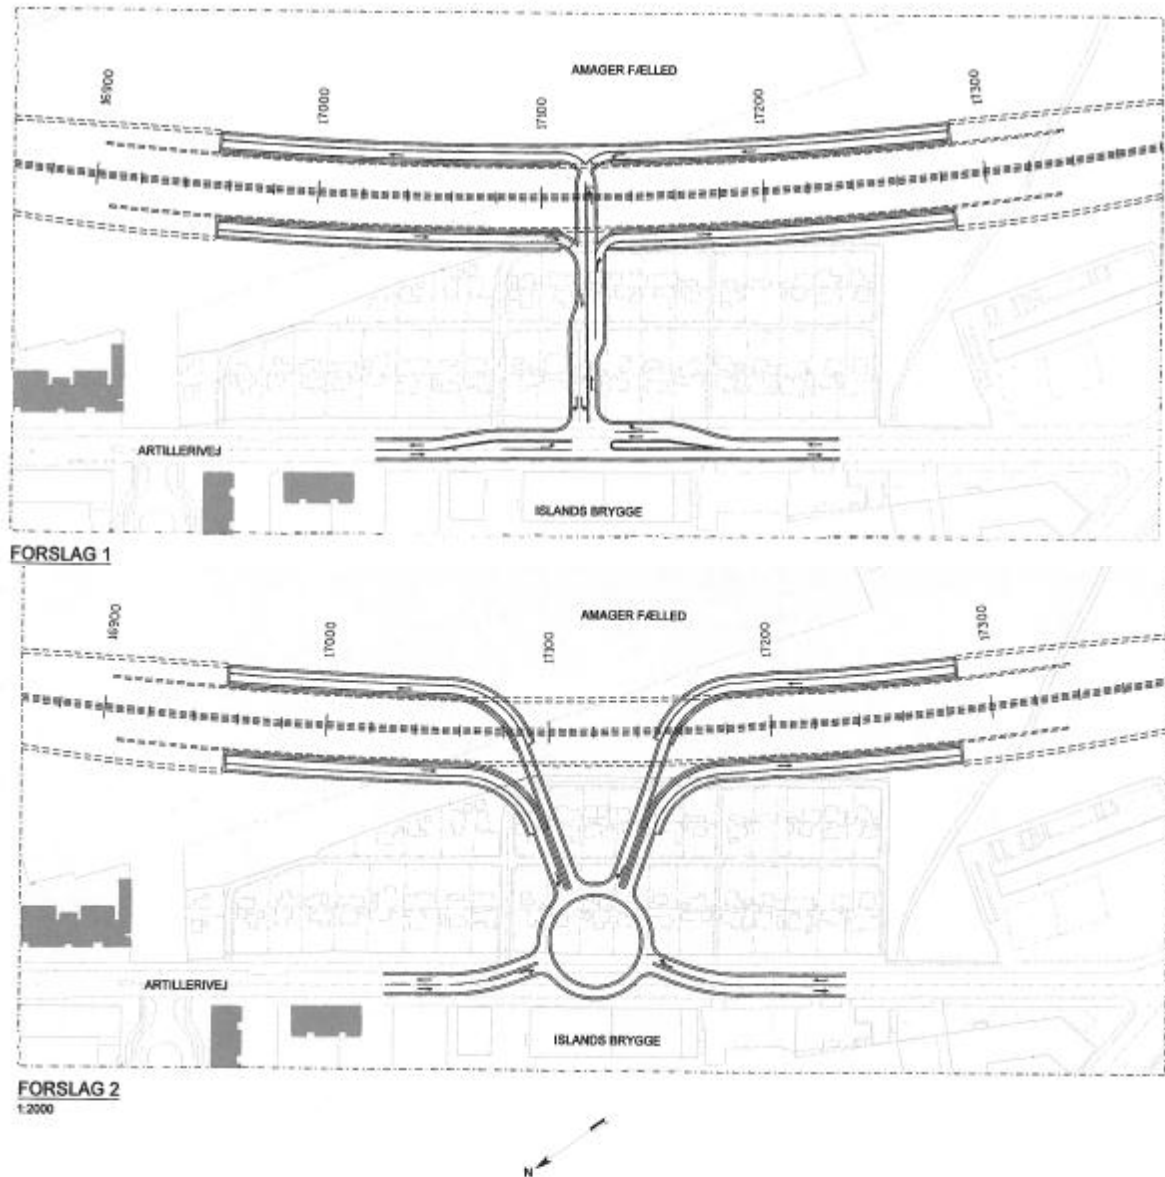 AMAGER FÆLLED
16900
17000
17100
17200
17300
ARTILLERIVEJ
ISLANDS BRYGGE
FORSLAG 1
AMAGER FÆLLED
16900
17000
17100
17200
17300
ARTILLERIVEJ
ISLANDS BRYGGE
FORSLAG 2
1:2000
N